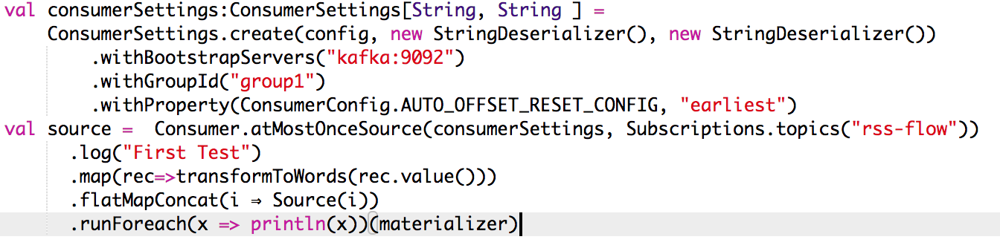 val consumerSettings:ConsumerSettings[String, String ] =
    ConsumerSettings.create(config, new StringDeserializer(), new StringDeserializer())
        .withBootstrapServers("kafka:9092")
        .withGroupId("group1")
        .withProperty(ConsumerConfig.AUTO_OFFSET_RESET_CONFIG, "earliest")
val source =  Consumer.atMostOnceSource(consumerSettings, Subscriptions.topics("rss-flow"))
      .log("First Test")
      .map(rec=>transformToWords(rec.value()))
      .flatMapConcat(i ⇒ Source(i))
      .runForeach(x => println(x))(materializer)